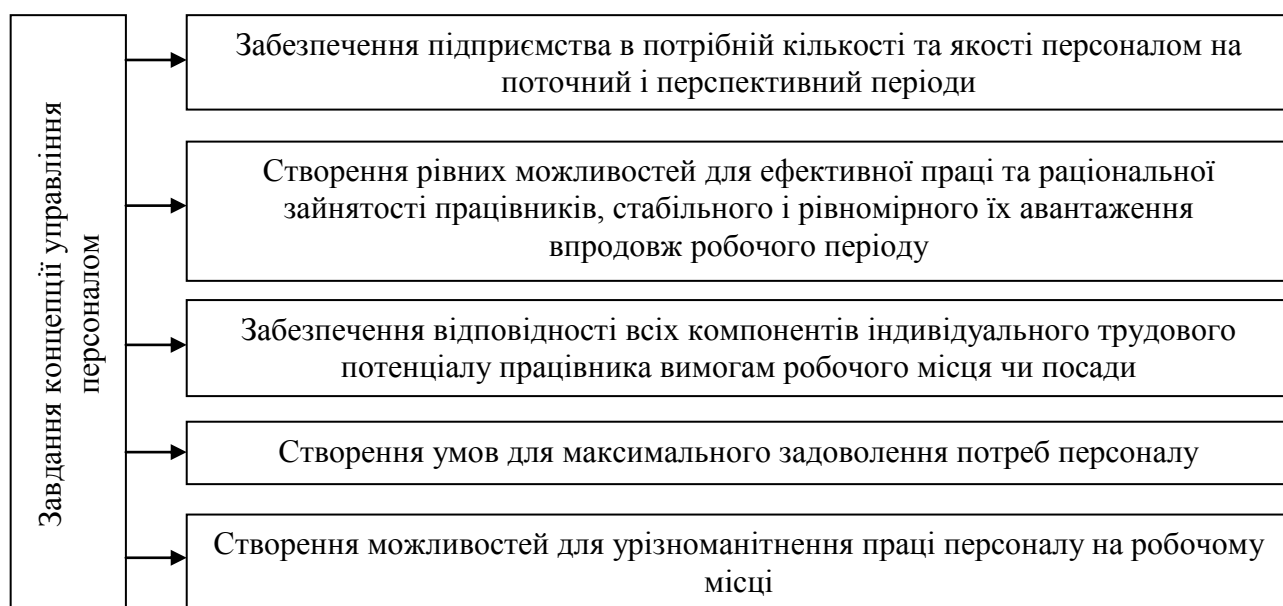 Завдання концепції управління
персоналом
Забезпечення підприємства в потрібній кількості та якості персоналом на
поточний і перспективний періоди
Створення рівних можливостей для ефективної праці та раціональної
зайнятості працівників, стабільного і рівномірного їх авантаження
впродовж робочого періоду
Забезпечення відповідності всіх компонентів індивідуального трудового
потенціалу працівника вимогам робочого місця чи посади
Створення умов для максимального задоволення потреб персоналу
Створення можливостей для урізноманітнення праці персоналу на робочому
місці